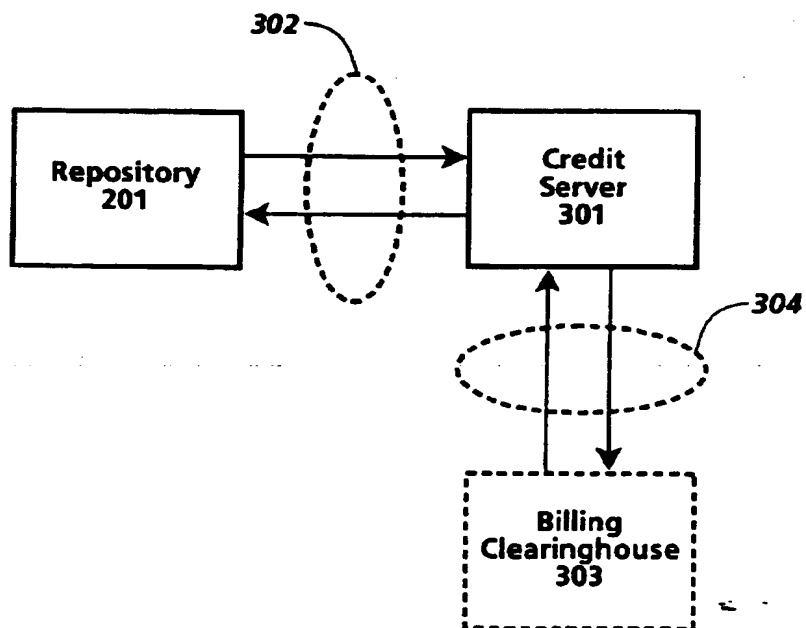 302
Repository
201
Credit
Server
301
304
Billing
Clearinghouse
303